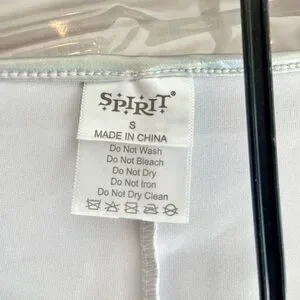 SPIRIT
S
MADE IN CHINA
Do Not Wash
Do Not Bleach
Do Not Dry
Do Not Iron
Do Not Dry Clean